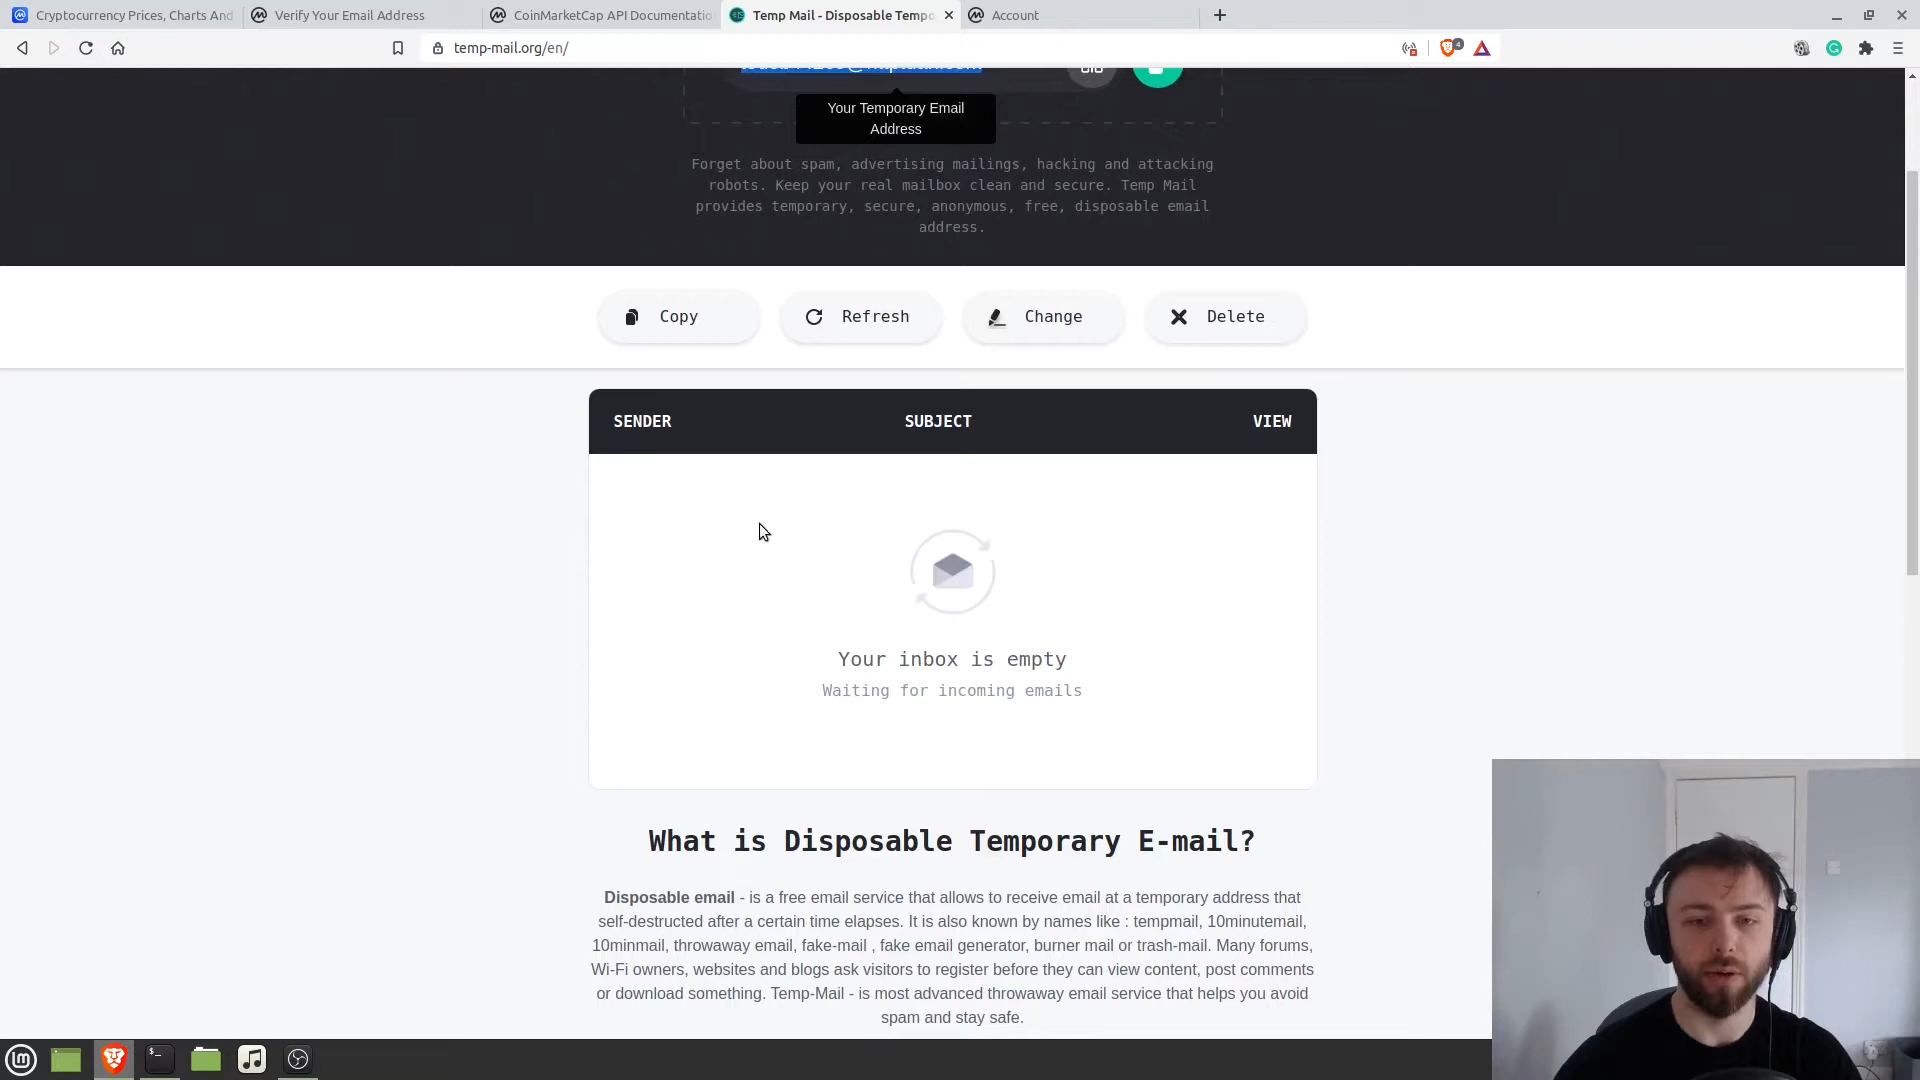 Cryptocurrency Prices, Charts And
Verify Your Email Address
CoinMarketCap API Documentatio
Temp Mail - Disposable Tempo
Account
temp-mail.org/en/
4
Your Temporary Email
Address
Forget about spam, advertising mailings, hacking and attacking
robots. Keep your real mailbox clean and secure. Temp Mail
provides temporary, secure, anonymous, free, disposable email
address.
Copy
Refresh
Change
Delete
SENDER
SUBJECT
VIEW
Your inbox is empty
Waiting for incoming emails
What is Disposable Temporary E-mail?
Disposable email - is a free email service that allows to receive email at a temporary address that
self-destructed after a certain time elapses. It is also known by names like : tempmail, 10minutemail,
10minmail, throwaway email, fake-mail , fake email generator, burner mail or trash-mail. Many forums,
Wi-Fi owners, websites and blogs ask visitors to register before they can view content, post comments
or download something. Temp-Mail - is most advanced throwaway email service that helps you avoid
spam and stay safe.